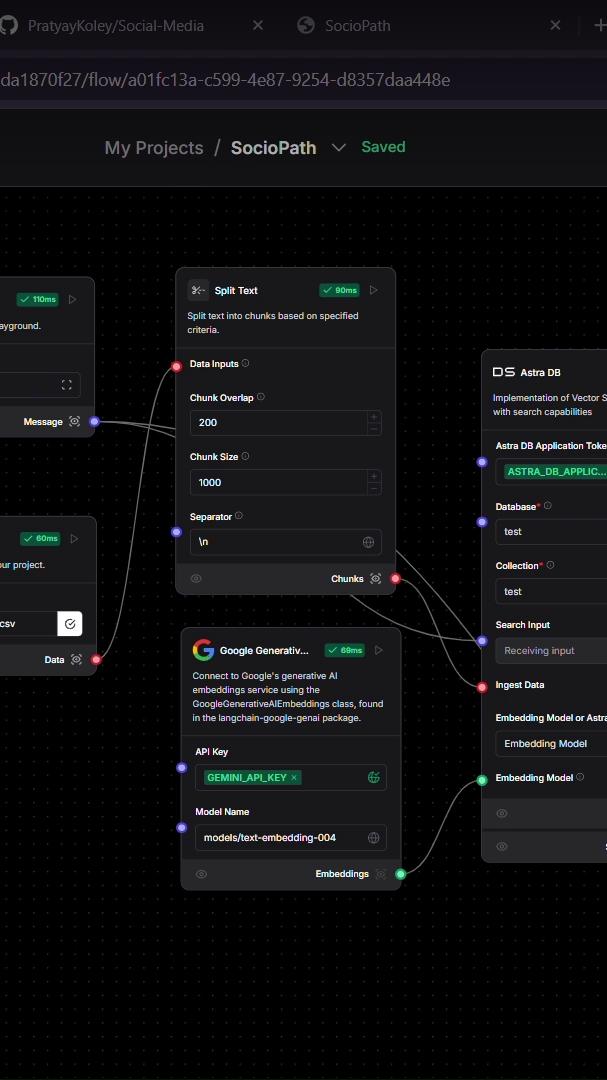 PratyayKoley/Social-Media
SocioPath
da1870f27/flow/a01fc13a-c599-4e87-9254-d8357daa448e
My Projects / SocioPath
Saved
110ms
ayground.
Message
60ms
our project.
csv
Data
Split Text
90ms
Split text into chunks based on specified
criteria.
Data Inputs
Chunk Overlap
200
Chunk Size
1000
Separator
\n
Chunks
Google Generativ...
69ms
Connect to Google's generative AI
embeddings service using the
GoogleGenerativeAIEmbeddings class, found
in the langchain-google-genai package.
API Key
GEMINI_API_KEY ×
Model Name
models/text-embedding-004
Embeddings
DS Astra DB
Implementation of Vector S
with search capabilities
Astra DB Application Toke
ASTRA_DB_APPLIC...
Database*
test
Collection*
test
Search Input
Receiving input
Ingest Data
Embedding Model or Astra
Embedding Model
Embedding Model